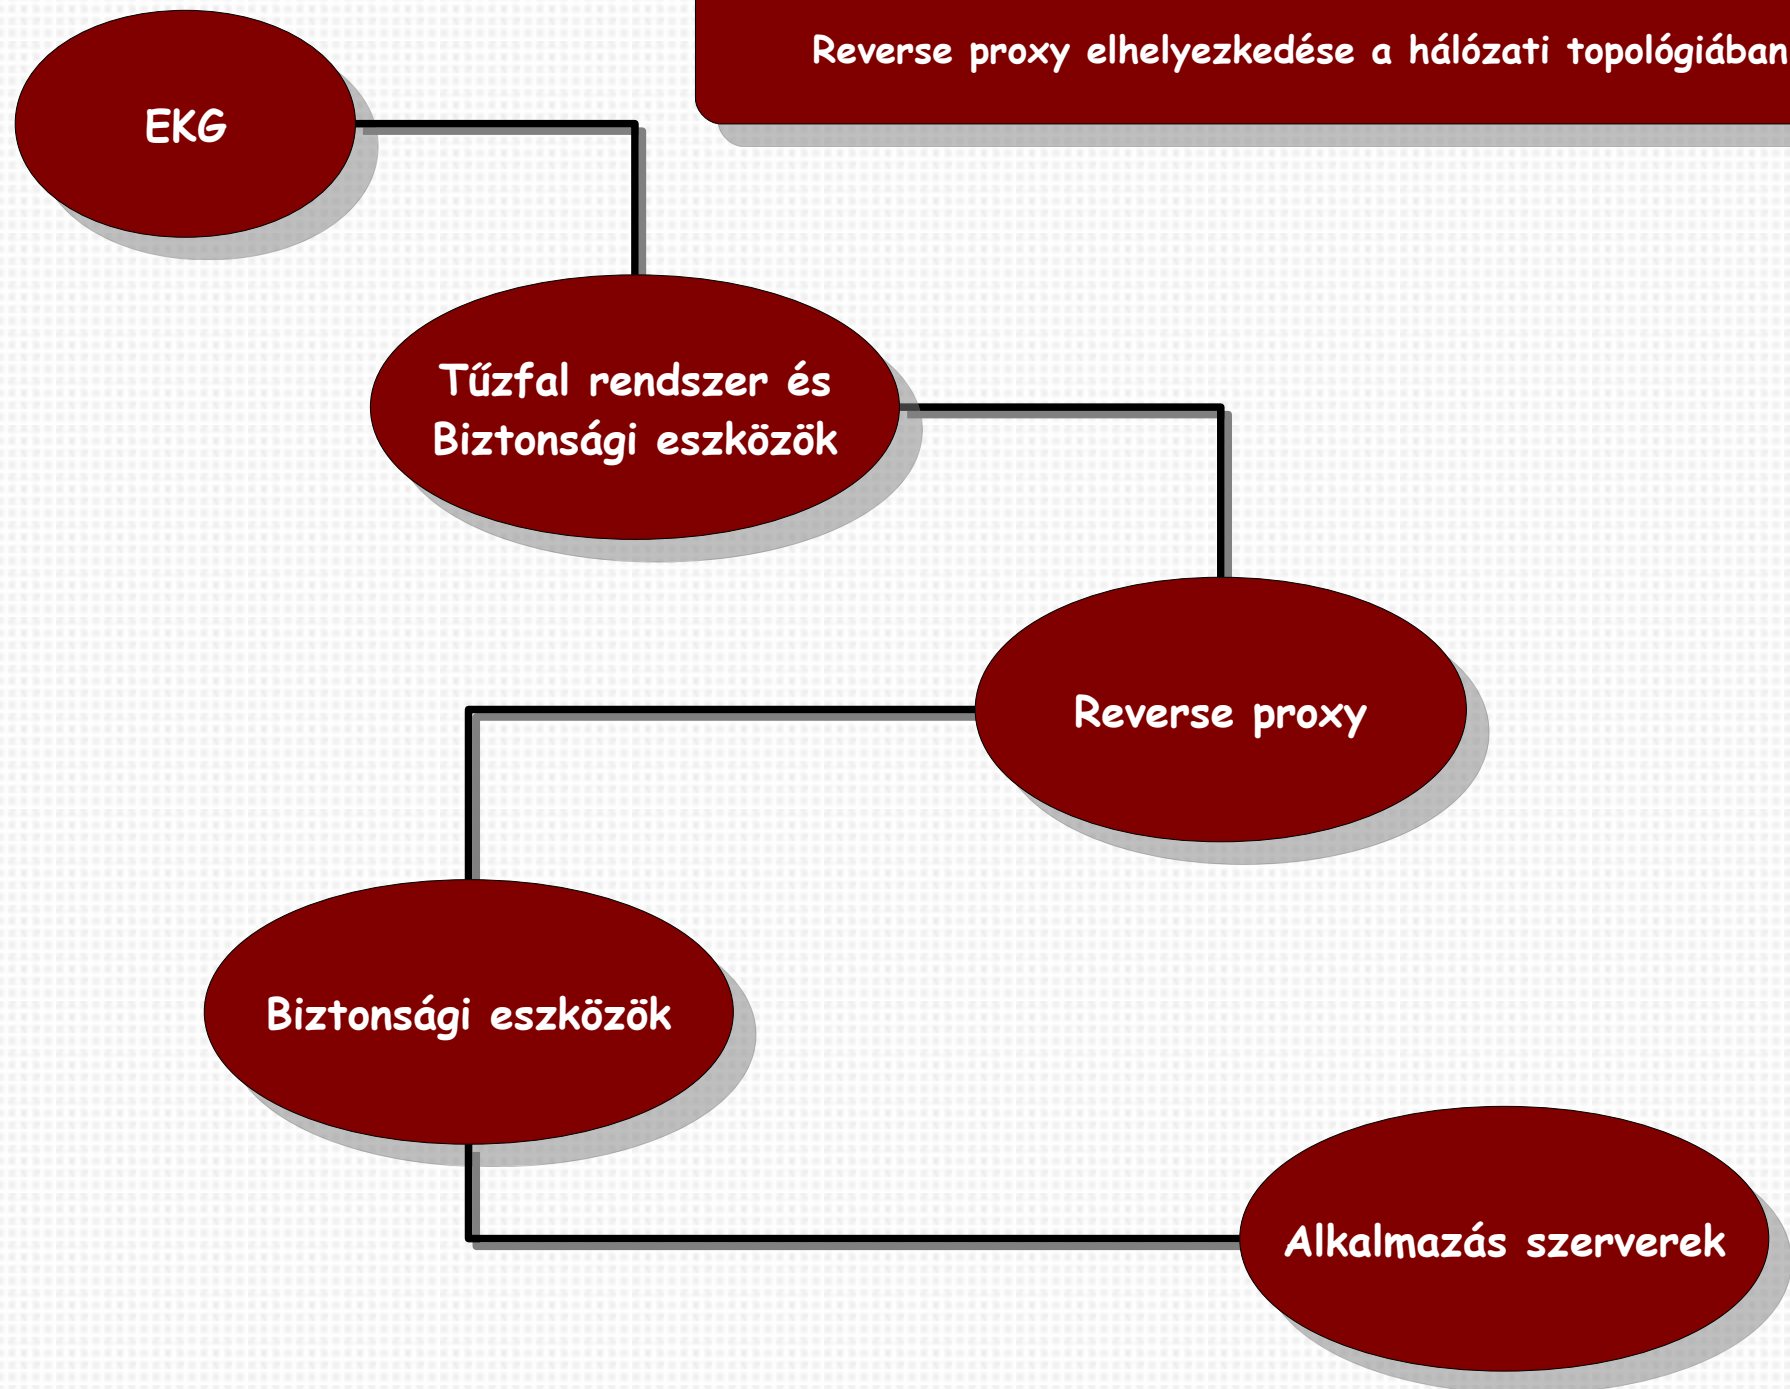 Reverse proxy elhelyezkedése a hálózati topológiában
EKG
Tűzfal rendszer és
Biztonsági eszközök
Reverse proxy
Biztonsági eszközök
Alkalmazás szerverek